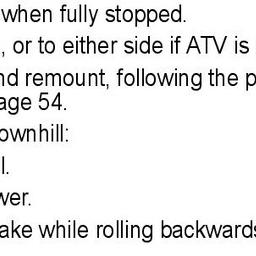 when fully stopped.
, or to either side if ATV is
nd remount, following the p
age 54.
ownhill:
l.
wer.
ake while rolling backwards